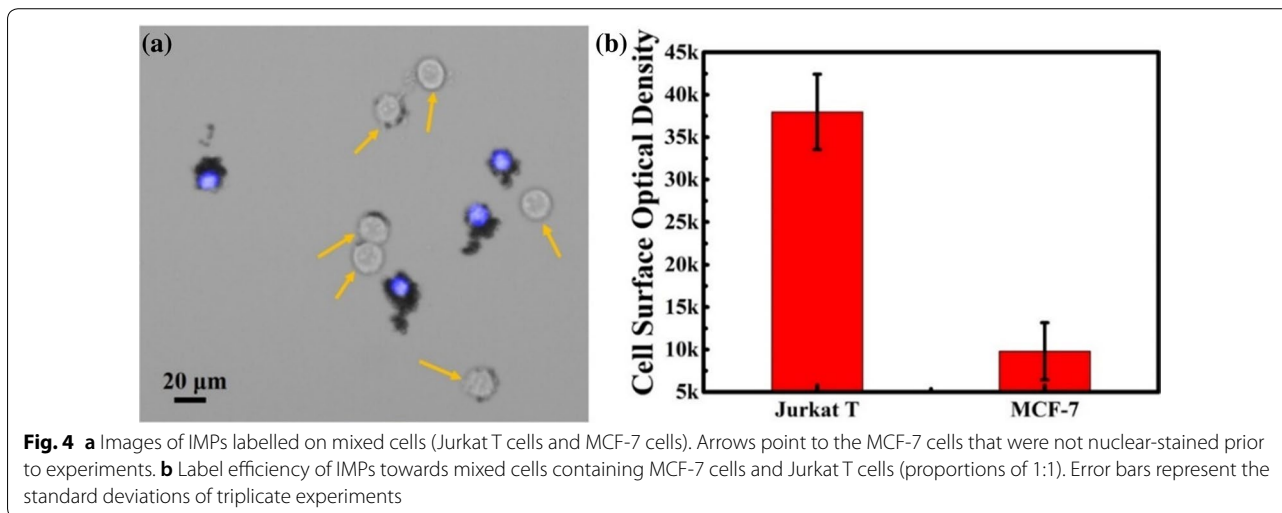 (a)
20 μm
(b)
Cell Surface Optical Density
45k
40k
35k
30k
25k
20k
15k
10k
5k
Jurkat T
MCF-7
Fig. 4 a Images of IMPs labelled on mixed cells (Jurkat T cells and MCF-7 cells). Arrows point to the MCF-7 cells that were not nuclear-stained prior
to experiments. b Label efficiency of IMPs towards mixed cells containing MCF-7 cells and Jurkat T cells (proportions of 1:1). Error bars represent the
standard deviations of triplicate experiments